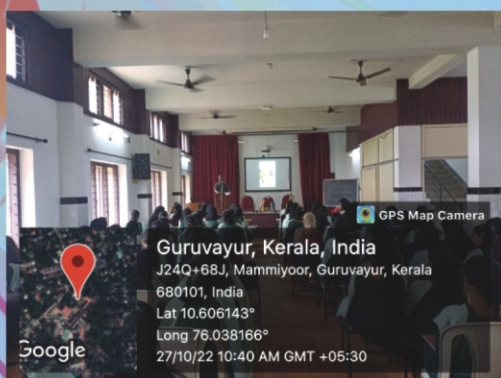 GPS Map Camera
Guruvayur, Kerala, India
J24Q+68J, Mammiyoor, Guruvayur, Kerala
680101, India
Lat 10.606143°
Long 76.038166°
27/10/22 10:40 AM GMT +05:30
Google